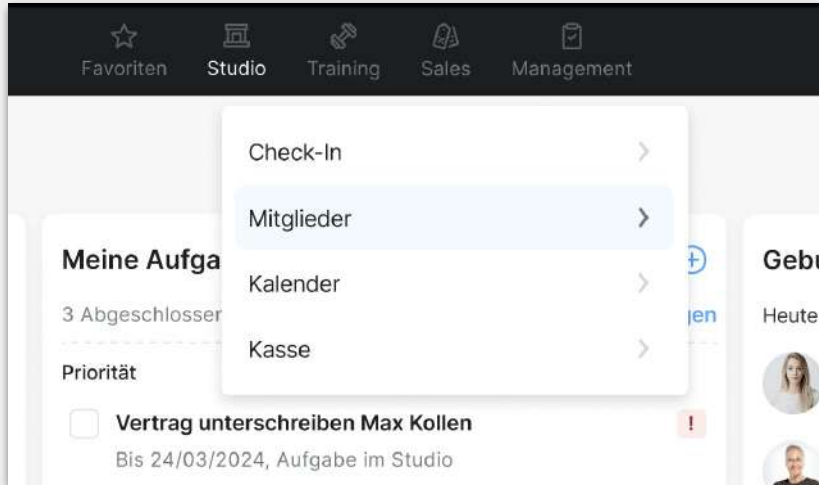 Favoriten Studio Training Sales Management
Check-In
Mitglieder
Kalender
Kasse
Meine Aufga
3 Abgeschlosser
gen
Priorität
Vertrag unterschreiben Max Kollen
!
Bis 24/03/2024, Aufgabe im Studio
Gebu
Heute